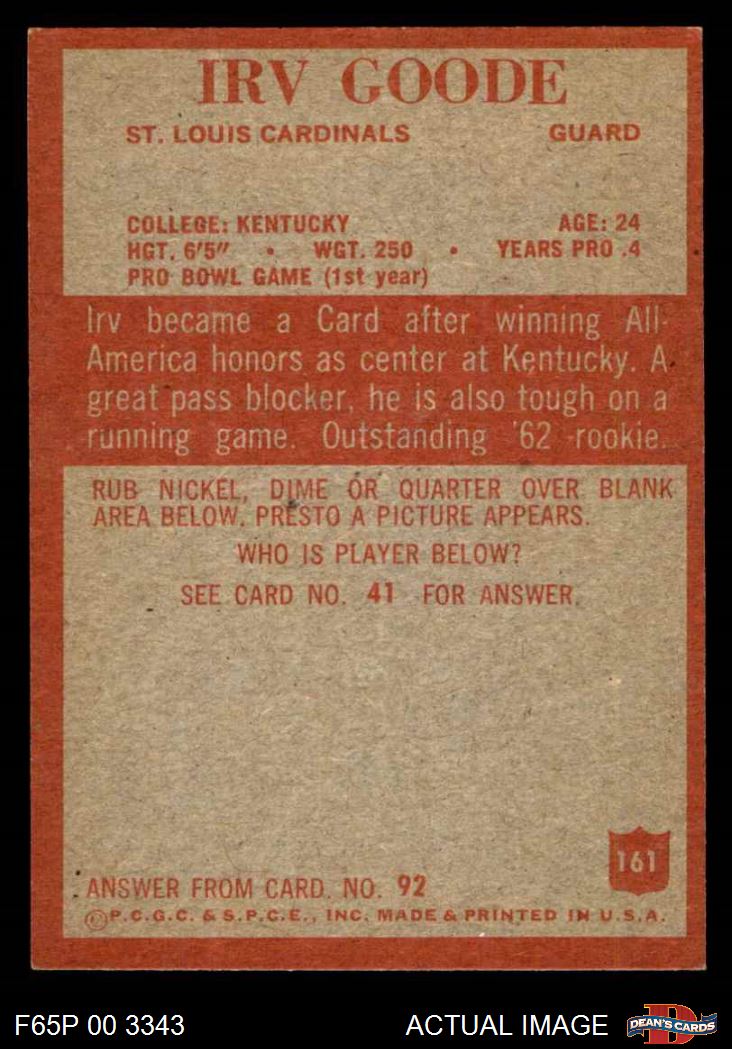 IRV GOODE
ST. LOUIS CARDINALS GUARD
COLLEGE: KENTUCKY AGE: 24
HGT. 6'5" • WGT. 250 • YEARS PRO .4
PRO BOWL GAME (1st year)
Irv became a Card after winning All-
America honors as center at Kentucky. A
great pass blocker, he is also tough on a
running game. Outstanding '62 rookie.
RUB NICKEL, DIME OR QUARTER OVER BLANK
AREA BELOW. PRESTO A PICTURE APPEARS.
WHO IS PLAYER BELOW?
SEE CARD NO. 41 FOR ANSWER.
161
ANSWER FROM CARD. NO. 92
©P.C.G.C. & S.P.C.E., INC. MADE & PRINTED IN U.S.A.
F65P 00 3343 ACTUAL IMAGE DEAN'S CARDS